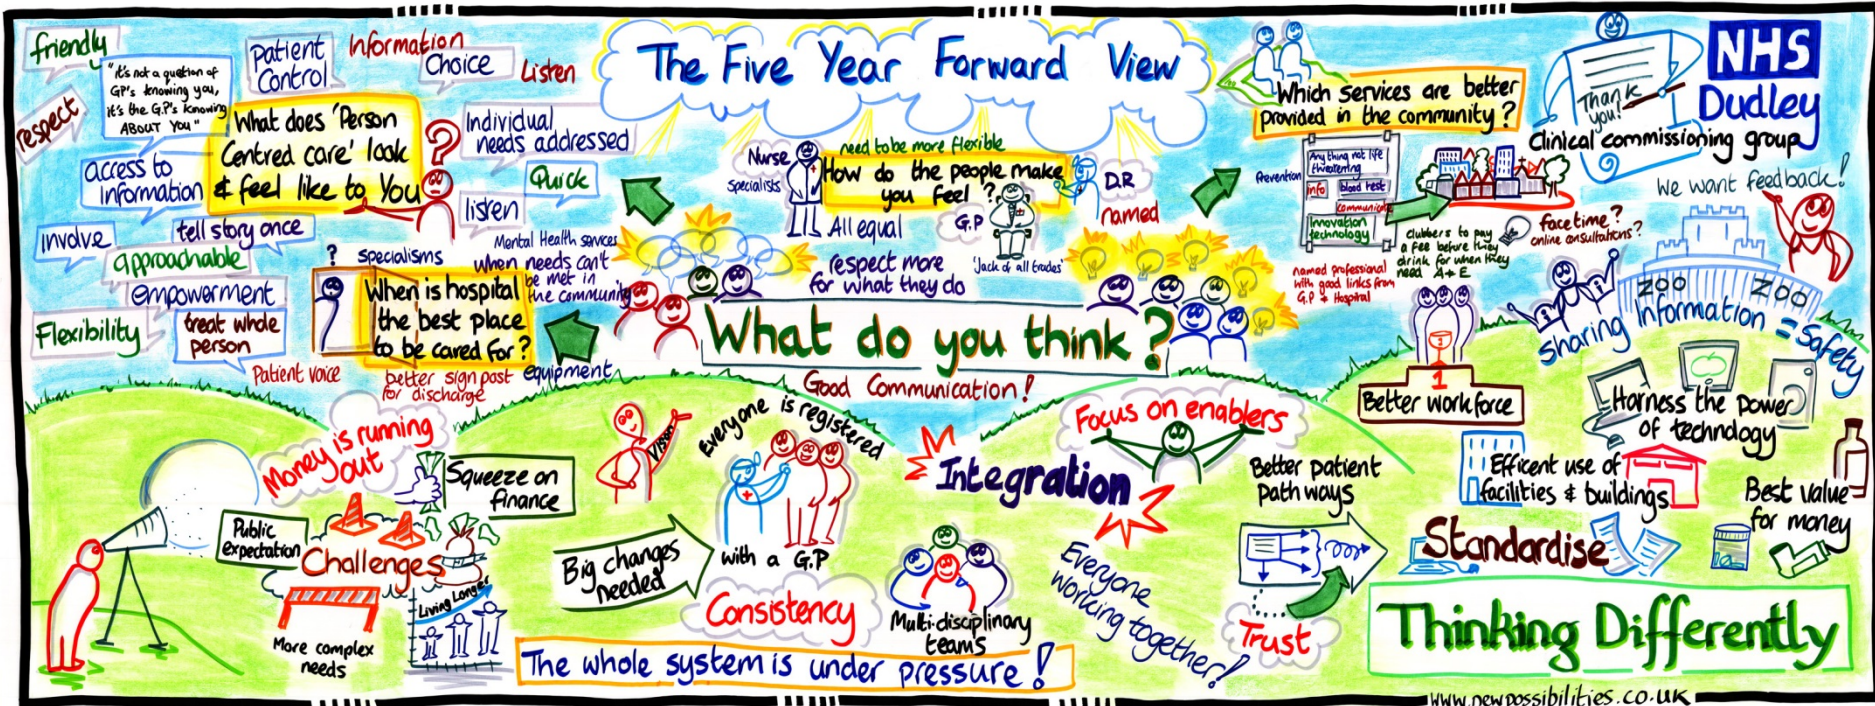 The Five Year Forward View
friendly
respect
"it's not a question of
GP's knowing you,
it's the G.P's knowing
ABOUT YOU"
Patient
Control
Information
Choice
Listen
What does 'Person
Centred care' look
& feel like to You
?
Individual
needs addressed
Quick
listen
access to
Information
involve
tell story once
approachable
empowerment
Flexibility
treat whole
person
Patient voice
?
specialisms
When is hospital
the best place
to be cared for?
Mental Health services
when needs can't
be met in
the community
better sign post
for discharge
equipment
need to be more flexible
How do the people make
you feel?
Nurse
Specialists
All equal
G.P
'Jack of all trades'
D.R
named
respect more
for what they do
What do you think?
Good Communication!
Which services are better
provided in the community?
Prevention
Any thing not life
threatening
info
blood test
communicate
Innovation
technology
clubbers to pay
a fee before they
drink for when they
need A+E
face time?
online consultations?
named professional
with good links from
G.P & Hospital
Thank
you!
NHS
Dudley
Clinical commissioning group
We want feedback!
ZOO
ZOO
Sharing Information = Safety
1
Better workforce
Harness the power
of technology
Efficent use of
facilities & buildings
Best value
for money
Standardise
Thinking Differently
Money is running
out
Squeeze on
finance
Public
expectation
Challenges
More complex
needs
Living Longer
Vision
Everyone is registered
with a G.P
Big changes
needed
Consistency
Multi-disciplinary
teams
The whole system is under pressure!
Integration
Focus on enablers
Everyone
working together!
Better patient
path ways
Trust
www.newpossibilities.co.uk